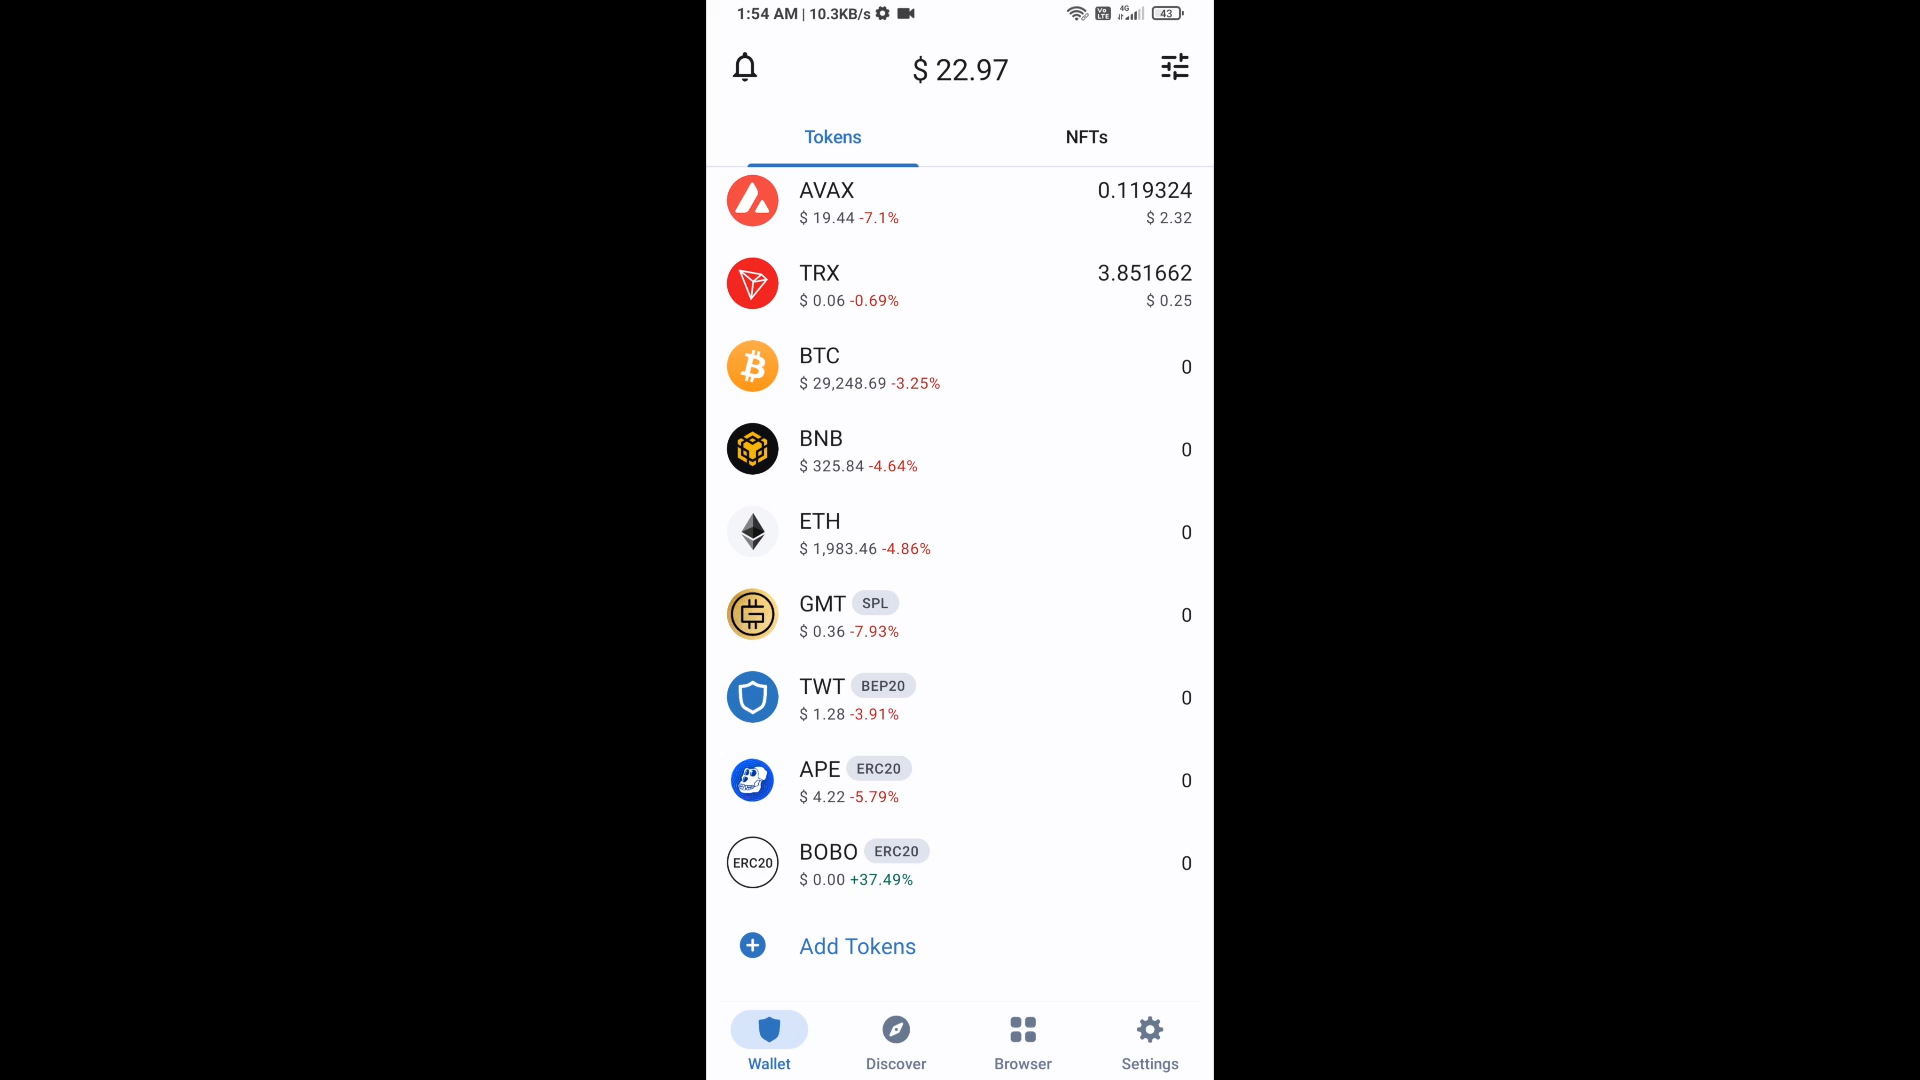 1:54 AM | 10.3KB/s
Vo LTE 4G 43
$ 22.97
Tokens NFTs
AVAX 0.119324
$ 19.44 -7.1% $ 2.32
TRX 3.851662
$ 0.06 -0.69% $ 0.25
BTC
$ 29,248.69 -3.25% 0
BNB
$ 325.84 -4.64% 0
ETH
$ 1,983.46 -4.86% 0
GMT SPL
$ 0.36 -7.93% 0
TWT BEP20
$ 1.28 -3.91% 0
APE ERC20
$ 4.22 -5.79% 0
ERC20 BOBO ERC20
$ 0.00 +37.49% 0
Add Tokens
Wallet Discover Browser Settings